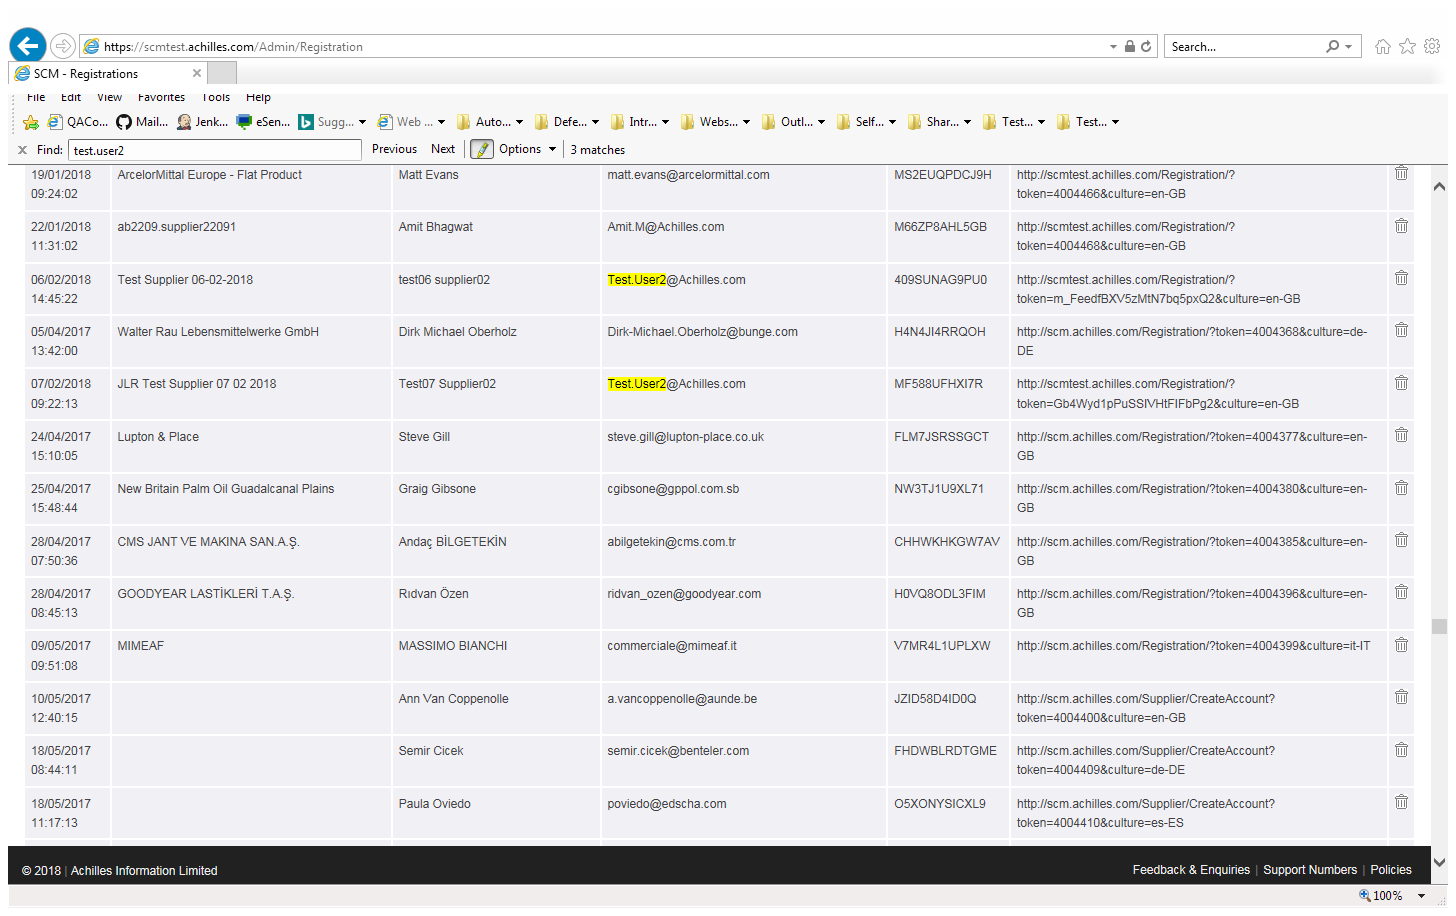 https://scmtest.achilles.com/Admin/Registration
Search...
SCM - Registrations
File Edit View Favorites Tools Help
QACo... Mail... Jenk... eSen... Sugg... Web ... Auto... Defe... Intr... Webs... Outl... Self... Shar... Test... Test...
Find: test.user2 Previous Next Options 3 matches
19/01/2018 ArcelorMittal Europe - Flat Product Matt Evans matt.evans@arcelormittal.com MS2EUQPDCJ9H http://scmtest.achilles.com/Registration/?
09:24:02 token=4004466&culture=en-GB
22/01/2018 ab2209.supplier22091 Amit Bhagwat Amit.M@Achilles.com M66ZP8AHL5GB http://scmtest.achilles.com/Registration/?
11:31:02 token=4004468&culture=en-GB
06/02/2018 Test Supplier 06-02-2018 test06 supplier02 Test.User2@Achilles.com 409SUNAG9PU0 http://scmtest.achilles.com/Registration/?
14:45:22 token=m_FeedfBXV5zMtN7bq5pxQ2&culture=en-GB
05/04/2017 Walter Rau Lebensmittelwerke GmbH Dirk Michael Oberholz Dirk-Michael.Oberholz@bunge.com H4N4JI4RRQOH http://scm.achilles.com/Registration/?token=4004368&culture=de-
13:42:00 DE
07/02/2018 JLR Test Supplier 07 02 2018 Test07 Supplier02 Test.User2@Achilles.com MF588UFHXI7R http://scmtest.achilles.com/Registration/?
09:22:13 token=Gb4Wyd1pPuSSIVHtFIFbPg2&culture=en-GB
24/04/2017 Lupton & Place Steve Gill steve.gill@lupton-place.co.uk FLM7JSRSSGCT http://scm.achilles.com/Registration/?token=4004377&culture=en-
15:10:05 GB
25/04/2017 New Britain Palm Oil Guadalcanal Plains Graig Gibsone cgibsone@gppol.com.sb NW3TJ1U9XL71 http://scm.achilles.com/Registration/?token=4004380&culture=en-
15:48:44 GB
28/04/2017 CMS JANT VE MAKINA SAN.A.Ş. Andaç BİLGETEKİN abilgetekin@cms.com.tr CHHWKHKGW7AV http://scm.achilles.com/Registration/?token=4004385&culture=en-
07:50:36 GB
28/04/2017 GOODYEAR LASTİKLERİ T.A.Ş. Rıdvan Özen ridvan_ozen@goodyear.com H0VQ8ODL3FIM http://scm.achilles.com/Registration/?token=4004396&culture=en-
08:45:13 GB
09/05/2017 MIMEAF MASSIMO BIANCHI commerciale@mimeaf.it V7MR4L1UPLXW http://scm.achilles.com/Registration/?token=4004399&culture=it-IT
09:51:08
10/05/2017 Ann Van Coppenolle a.vancoppenolle@aunde.be JZID58D4ID0Q http://scm.achilles.com/Supplier/CreateAccount?
12:40:15 token=4004400&culture=en-GB
18/05/2017 Semir Cicek semir.cicek@benteler.com FHDWBLRDTGME http://scm.achilles.com/Supplier/CreateAccount?
08:44:11 token=4004409&culture=de-DE
18/05/2017 Paula Oviedo poviedo@edscha.com O5XONYSICXL9 http://scm.achilles.com/Supplier/CreateAccount?
11:17:13 token=4004410&culture=es-ES
© 2018 | Achilles Information Limited Feedback & Enquiries | Support Numbers | Policies
100%